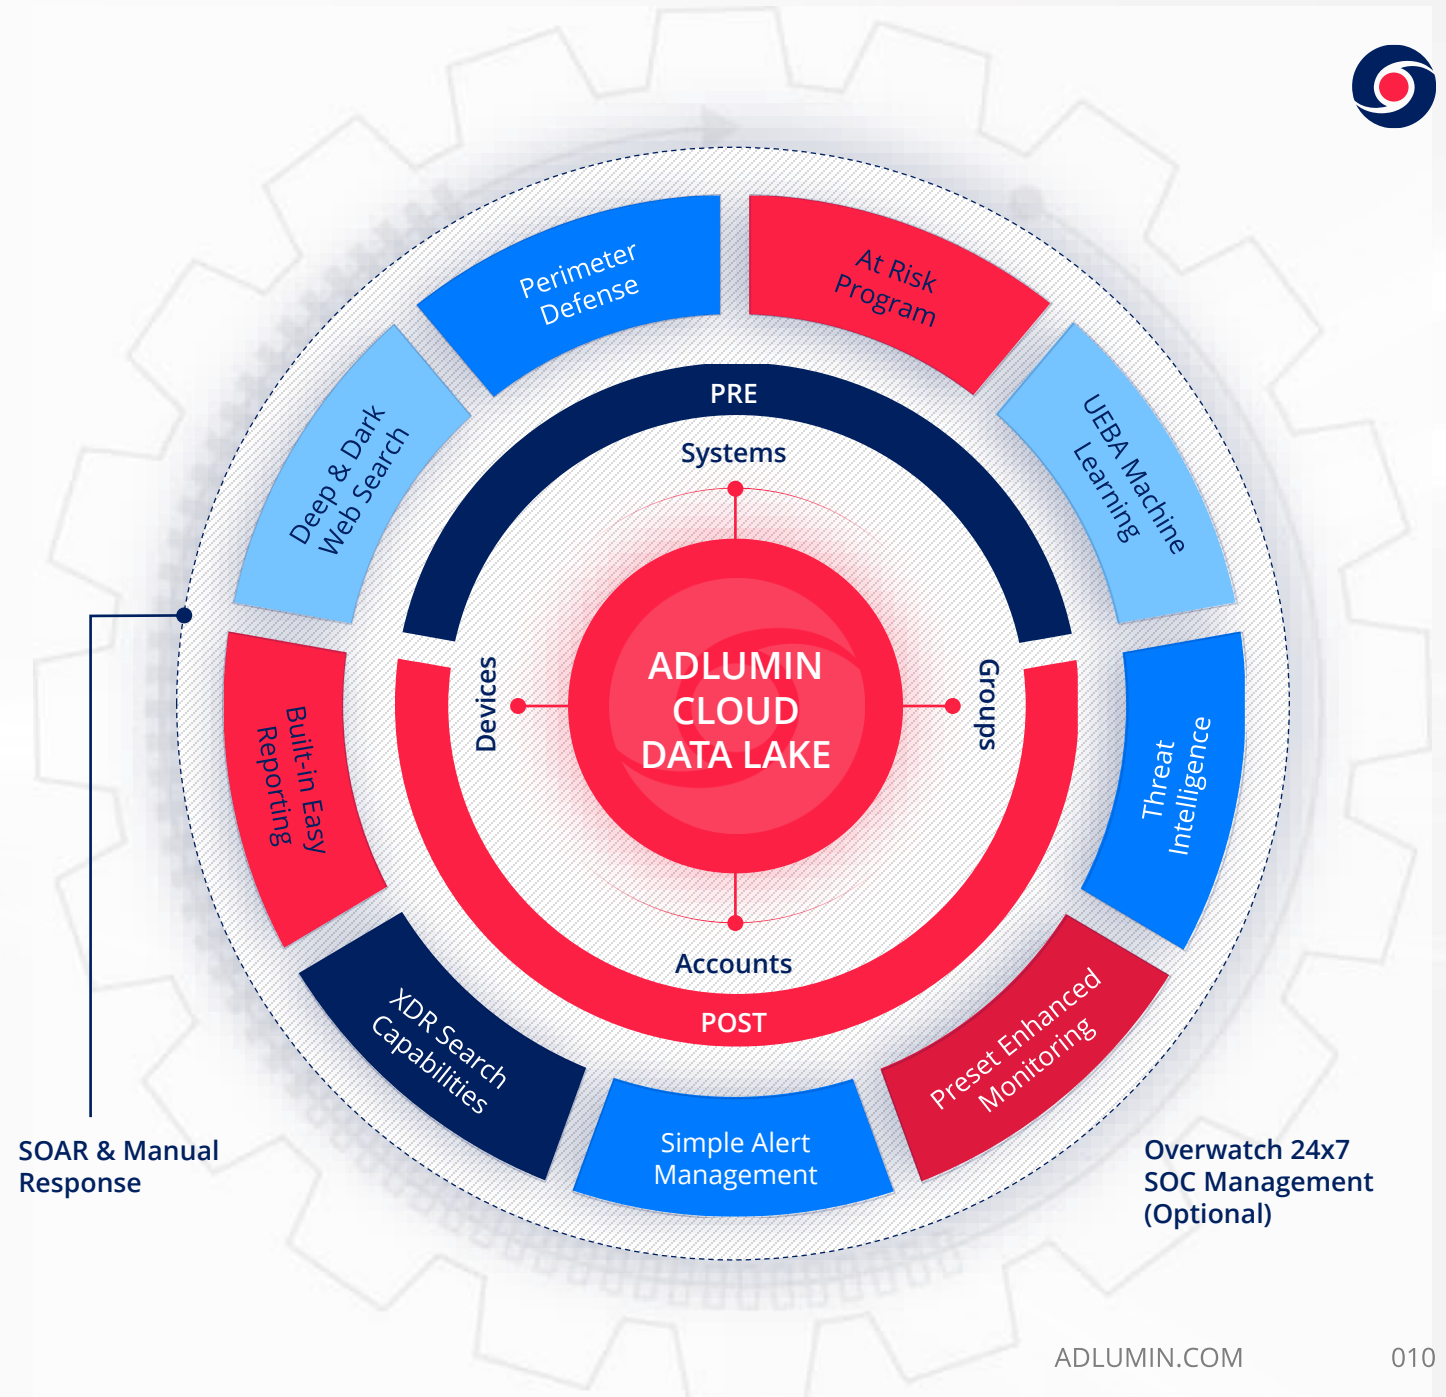 Perimeter
Defense
At Risk
Program
Deep & Dark
Web Search
UEBA Machine
Learning
PRE
Systems
Devices
ADLUMIN
CLOUD
DATA LAKE
Groups
Accounts
POST
Built-in Easy
Reporting
Threat
Intelligence
XDR Search
Capabilities
Preset Enhanced
Monitoring
Simple Alert
Management
SOAR & Manual
Response
Overwatch 24x7
SOC Management
(Optional)
ADLUMIN.COM
010